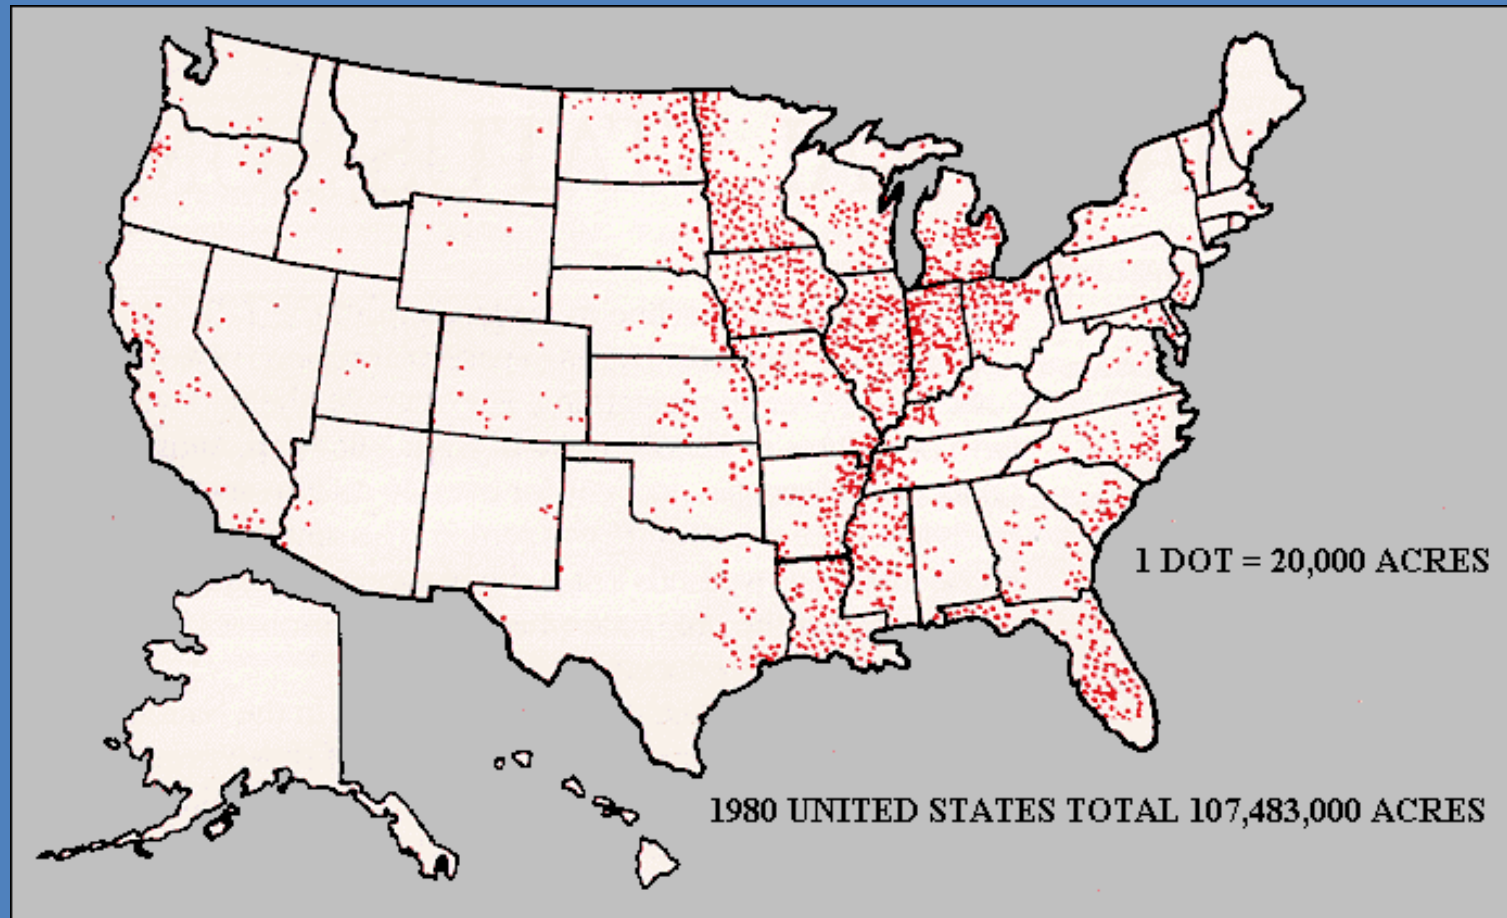 1 DOT = 20,000 ACRES
1980 UNITED STATES TOTAL 107,483,000 ACRES